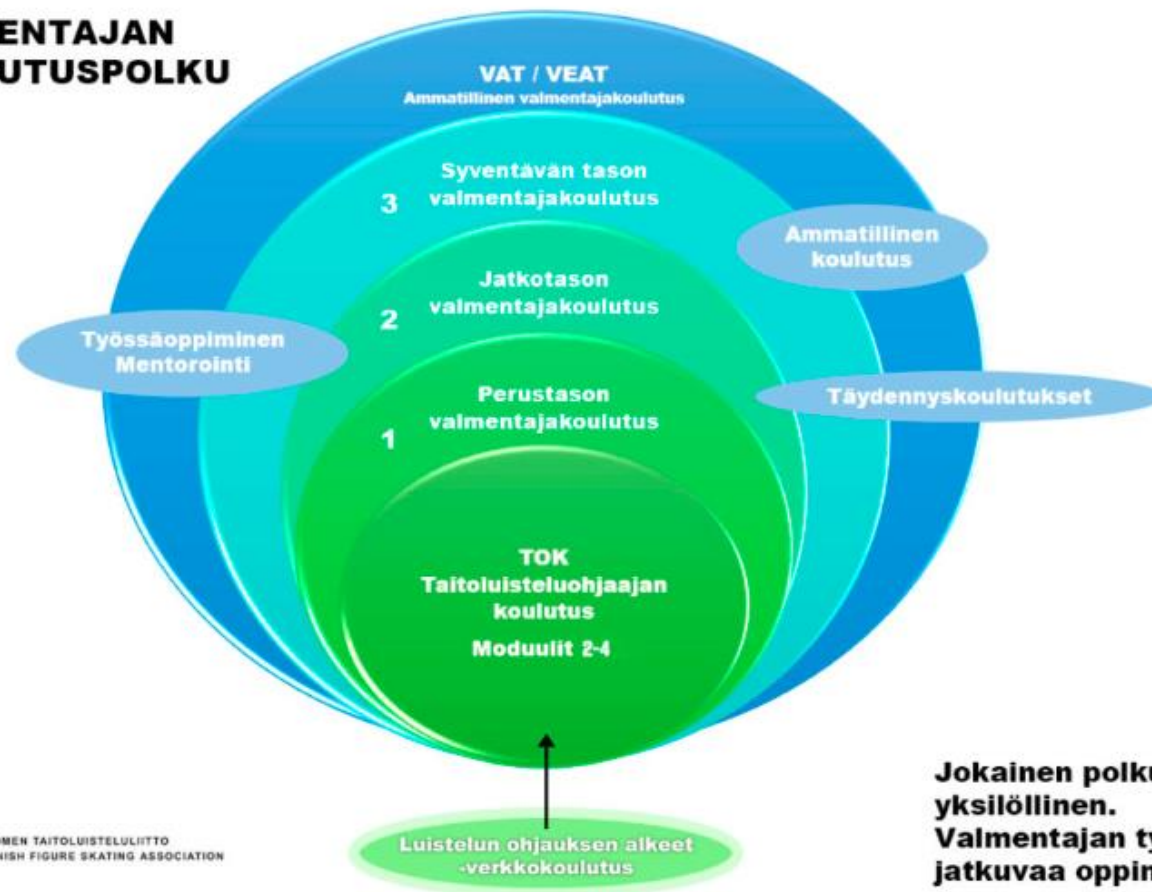 ENTAJAN
UTUSPOLKU
VAT / VEAT
Ammatillinen valmentajakoulutus
Syventävän tason
3 valmentajakoulutus
Ammatillinen
koulutus
Jatkotason
valmentajakoulutus
2
Työssäoppiminen
Mentorointi
Perustason
valmentajakoulutus
1
Täydennyskoulutukset
TOK
Taitoluisteluohjaajan
koulutus
Moduulit 2-4
Luistelun ohjauksen alkeet
-verkkokoulutus
OMEN TAITOLUISTELULIITTO
NISH FIGURE SKATING ASSOCIATION
Jokainen polku
yksilöllinen.
Valmentajan ty
jatkuvaa oppin